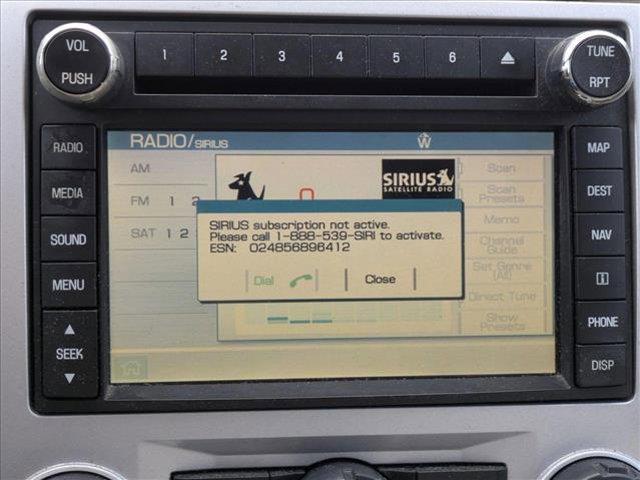 VOL
PUSH
1 2 3 4 5 6
TUNE
RPT
RADIO
MEDIA
SOUND
MENU
SEEK
MAP
DEST
NAV
i
PHONE
DISP
RADIO/SIRIUS
W
AM
FM 1 2
SAT 1 2
SIRIUS
SATELLITE RADIO
SIRIUS subscription not active.
Please call 1-888-539-SIRI to activate.
ESN: 024856896412
Dial
Close
Scan
Scan
Presets
Memo
Channel
Guide
Set Genre
(All)
Direct Tune
Show
Presets